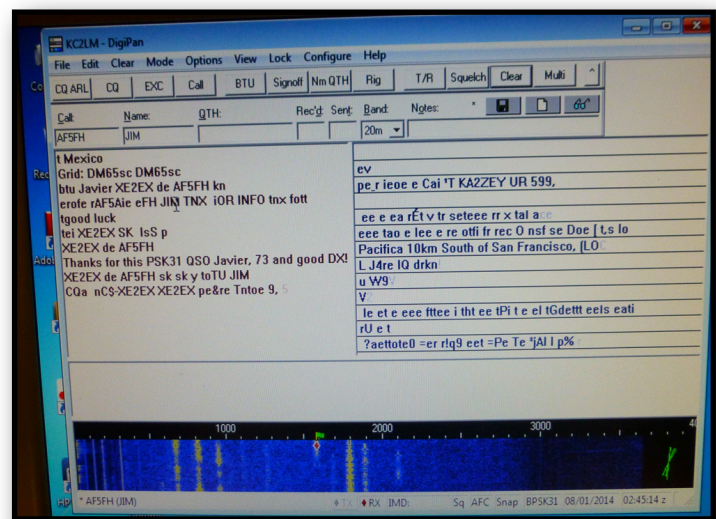 KC2LM - DigiPan
File Edit Clear Mode Options View Lock Configure Help
CQ ARL CQ EXC Call BTU Signoff Nm QTH Rig T/R Squelch Clear Multi ^
Call: Name: QTH: Rec'd: Sent: Band: Notes: *
AF5FH JIM 20m
t Mexico
Grid: DM65sc DM65sc
btu Javier XE2EX de AF5FH kn
erofe rAF5Aie eFH JIM TNX iOR INFO tnx fott
tgood luck
tei XE2EX SK IsS p
XE2EX de AF5FH
Thanks for this PSK31 QSO Javier, 73 and good DX!
XE2EX de AF5FH sk sk y toTU JIM
CQa nC$-XE2EX XE2EX pe&re Tntoe 9, 5
ev
pe r ieoe e Cai 'T KA2ZEY UR 599,
ee e ea rÉt v tr seteee rr x tal a
eee tao e lee e re otfi fr rec O nsf se Doe [ t,s lo
Pacifica 10km South of San Francisco, (LO
L J4re IQ drkn
u W9
V
le et e eee fttee i tht ee tPi t e el tGdettt eels eati
rU e t
?aettote0 =er r!q9 eet =Pe Te *jAl l p%
1000 2000 3000
* AF5FH (JIM) TX RX IMD: Sq AFC Snap BPSK31 08/01/2014 02:45:14 z